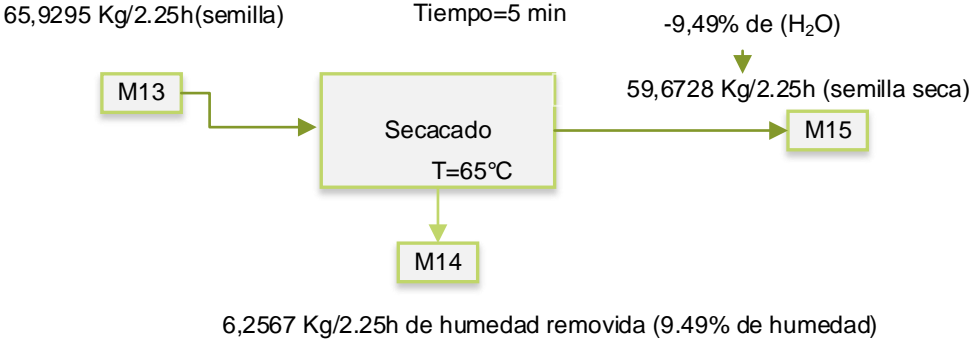 65,9295 Kg/2.25h(semilla)
Tiempo=5 min
-9,49% de (H₂O)
59,6728 Kg/2.25h (semilla seca)
M13
Secacado
T=65°C
M15
M14
6,2567 Kg/2.25h de humedad removida (9.49% de humedad)